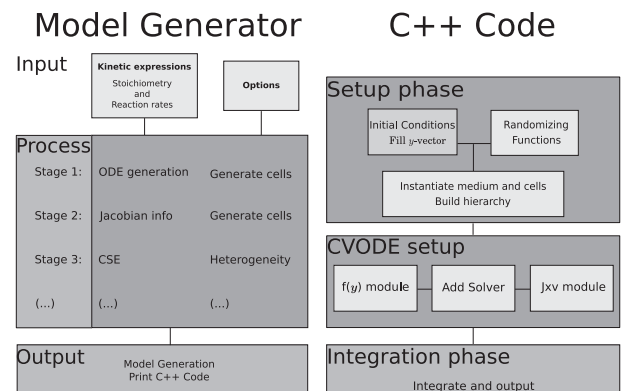 Model Generator
Input
Kinetic expressions
Stoichiometry
and
Reaction rates
Options
Process
Stage 1: ODE generation Generate cells
Stage 2: Jacobian info Generate cells
Stage 3: CSE Heterogeneity
(...) (...) (...)
Output
Model Generation
Print C++ Code
C++ Code
Setup phase
Initial Conditions
Fill y-vector
Randomizing
Functions
Instantiate medium and cells
Build hierarchy
CVODE setup
f(y) module
Add Solver
Jxv module
Integration phase
Integrate and output